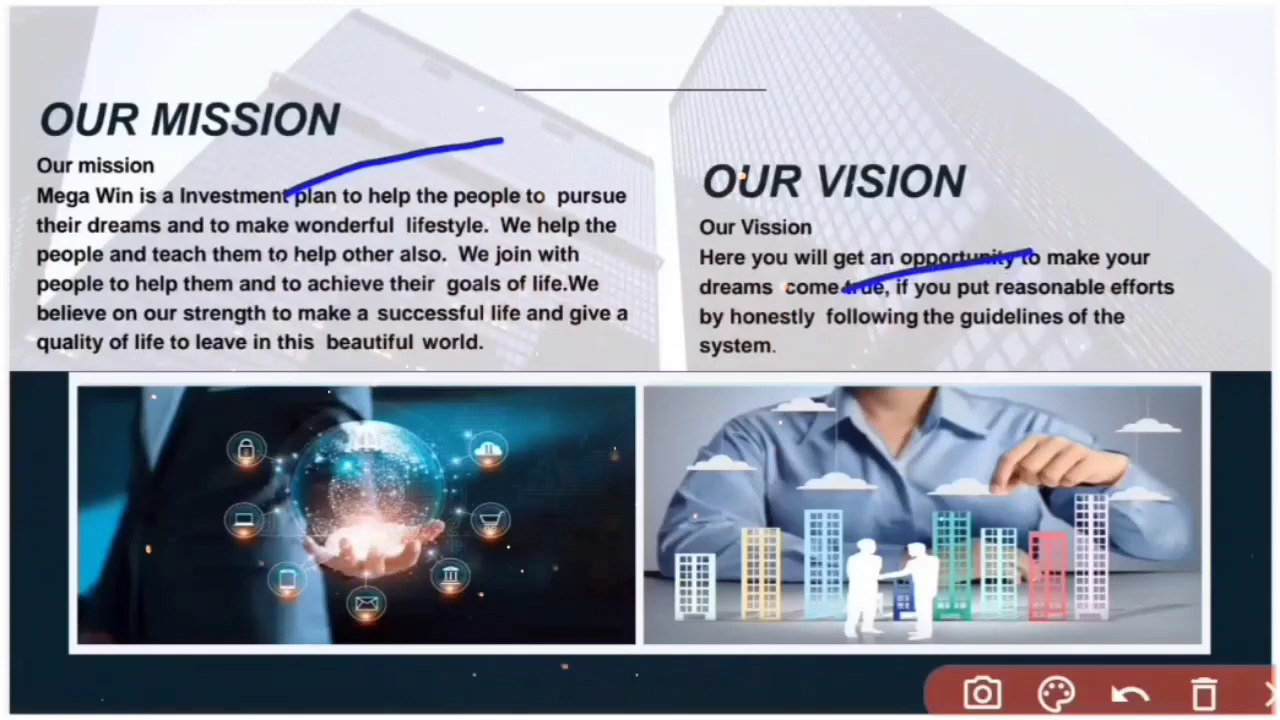 OUR MISSION
Our mission
Mega Win is a Investment plan to help the people to pursue
their dreams and to make wonderful lifestyle. We help the
people and teach them to help other also. We join with
people to help them and to achieve their goals of life.We
believe on our strength to make a successful life and give a
quality of life to leave in this beautiful world.
OUR VISION
Our Vission
Here you will get an opportunity to make your
dreams come true, if you put reasonable efforts
by honestly following the guidelines of the
system.